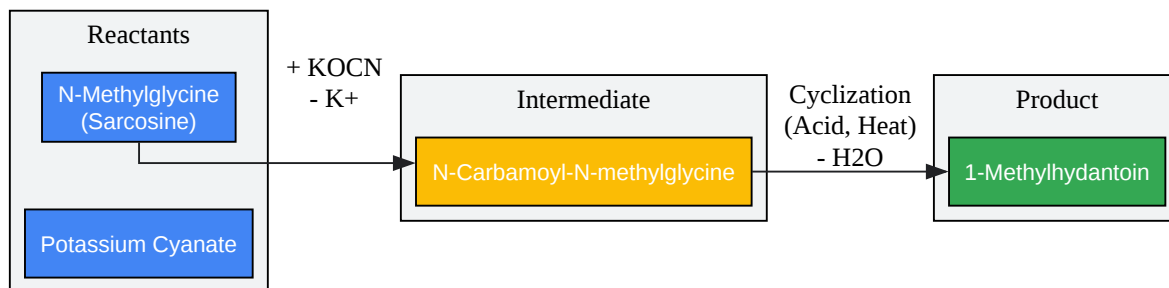 Reactants
N-Methylglycine
(Sarcosine)
Potassium Cyanate
+ KOCN
- K+
Intermediate
N-Carbamoyl-N-methylglycine
Cyclization
(Acid, Heat)
- H2O
Product
1-Methylhydantoin